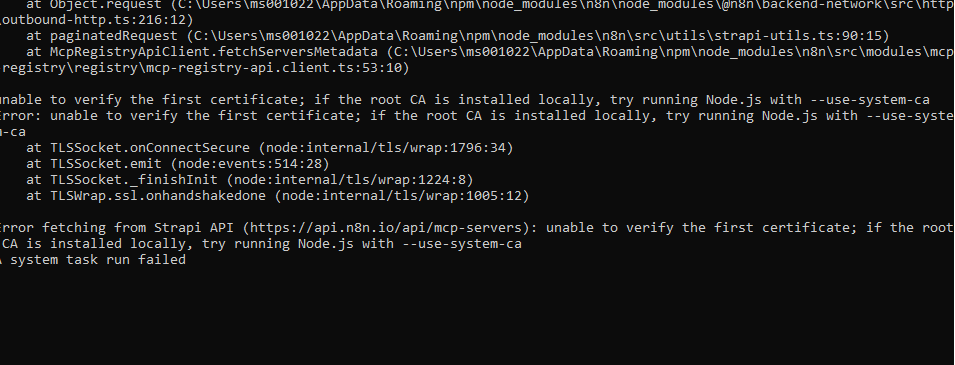 at Object.request (C:\Users\ms001022\AppData\Roaming\npm\node_modules\n8n\node_modules\@n8n\backend-network\src\http
\outbound-http.ts:216:12)
    at paginatedRequest (C:\Users\ms001022\AppData\Roaming\npm\node_modules\n8n\src\utils\strapi-utils.ts:90:15)
    at McpRegistryApiClient.fetchServersMetadata (C:\Users\ms001022\AppData\Roaming\npm\node_modules\n8n\src\modules\mcp
-registry\registry\mcp-registry-api.client.ts:53:10)

unable to verify the first certificate; if the root CA is installed locally, try running Node.js with --use-system-ca
Error: unable to verify the first certificate; if the root CA is installed locally, try running Node.js with --use-syste
m-ca
    at TLSSocket.onConnectSecure (node:internal/tls/wrap:1796:34)
    at TLSSocket.emit (node:events:514:28)
    at TLSSocket._finishInit (node:internal/tls/wrap:1224:8)
    at TLSWrap.ssl.onhandshakedone (node:internal/tls/wrap:1005:12)

Error fetching from Strapi API (https://api.n8n.io/api/mcp-servers): unable to verify the first certificate; if the root
 CA is installed locally, try running Node.js with --use-system-ca
A system task run failed